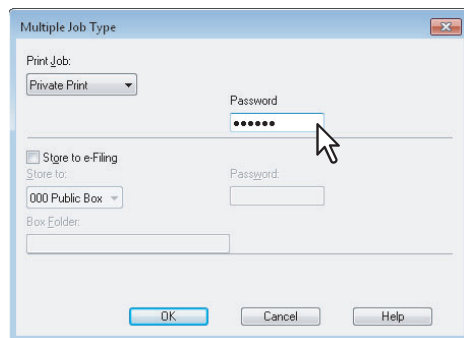 Multiple Job Type
Print Job:
Private Print
Password
••••••
Store to e-Filing
Store to: Password:
000 Public Box
Box Folder:
OK Cancel Help